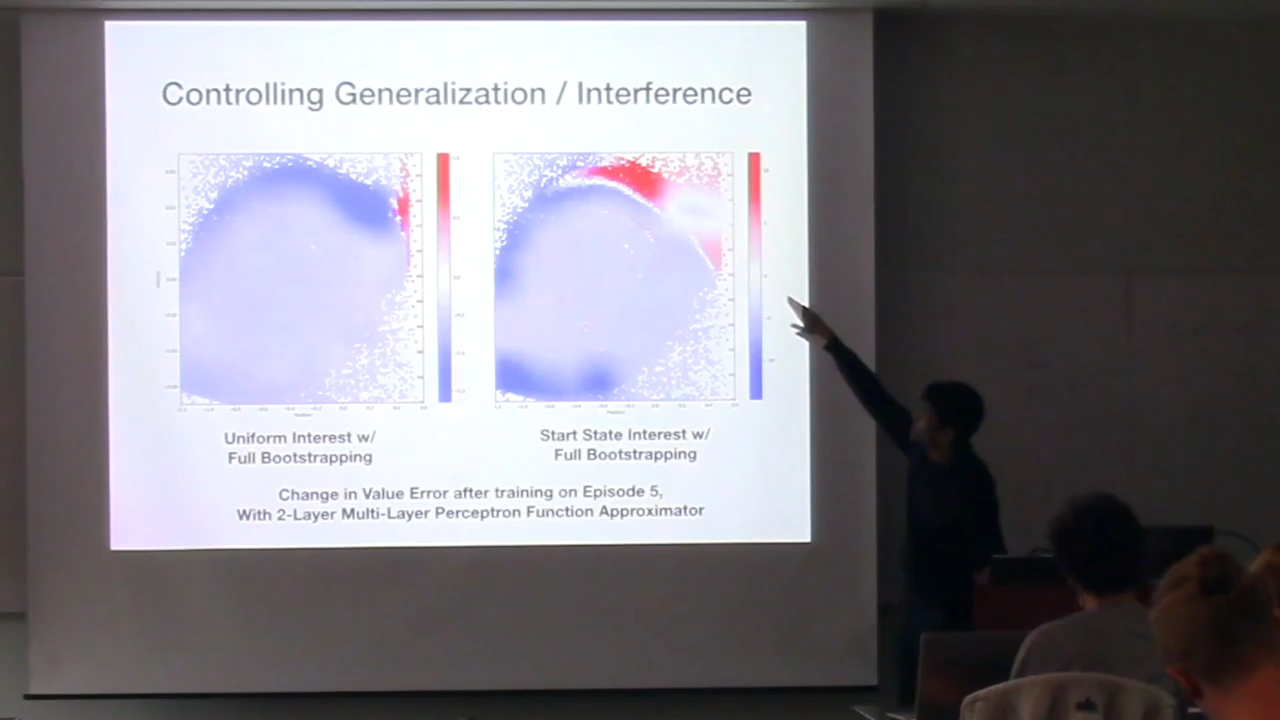 Controlling Generalization / Interference
Uniform Interest w/
Full Bootstrapping
Start State Interest w/
Full Bootstrapping
Change in Value Error after training on Episode 5,
With 2-Layer Multi-Layer Perceptron Function Approximator